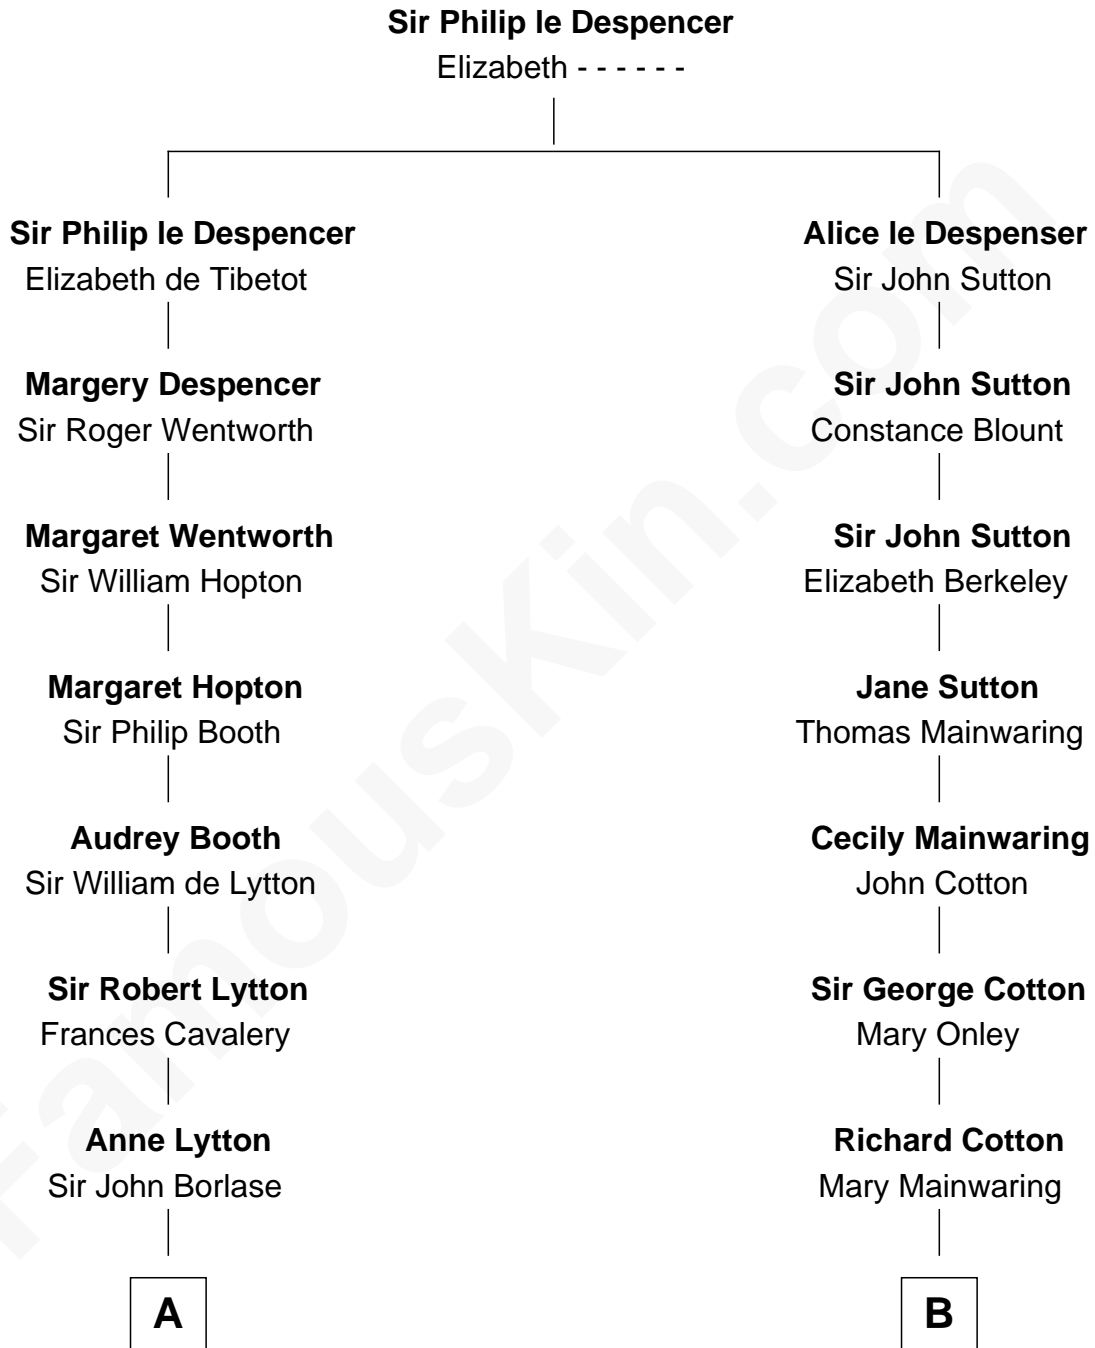 Sir Philip le Despencer
Elizabeth - - - - - -
Sir Philip le Despencer
Elizabeth de Tibetot
Alice le Despenser
Sir John Sutton
Margery Despencer
Sir Roger Wentworth
Sir John Sutton
Constance Blount
Margaret Wentworth
Sir William Hopton
Sir John Sutton
Elizabeth Berkeley
Margaret Hopton
Sir Philip Booth
Jane Sutton
Thomas Mainwaring
Audrey Booth
Sir William de Lytton
Cecily Mainwaring
John Cotton
Sir Robert Lytton
Frances Cavalery
Sir George Cotton
Mary Onley
Anne Lytton
Sir John Borlase
Richard Cotton
Mary Mainwaring
A
B
FamousKin.com